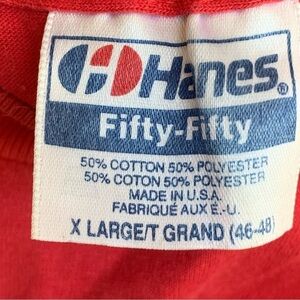 Hanes®
Fifty-Fifty
50% COTTON 50% POLYESTER
50% COTON 50% POLYESTER
MADE IN U.S.A.
FABRIQUÉ AUX E.-U.
X LARGE/T GRAND (46-48)